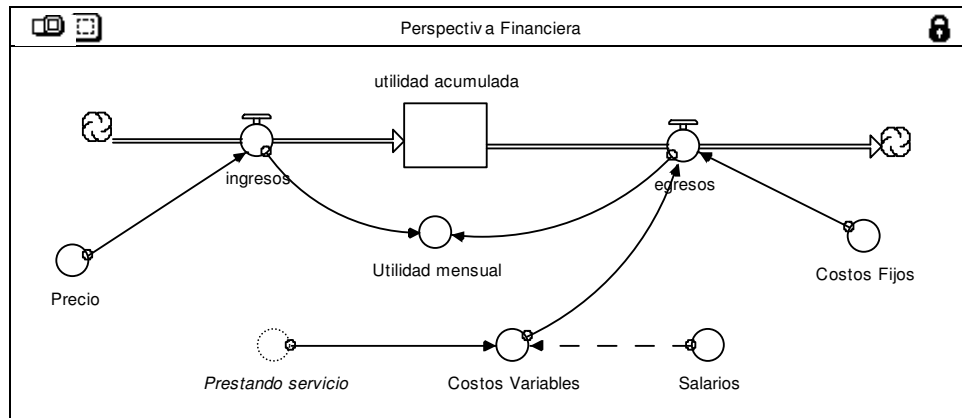 Perspectiva Financiera
utilidad acumulada
ingresos
egresos
Utilidad mensual
Costos Fijos
Precio
Prestando servicio
Costos Variables
Salarios